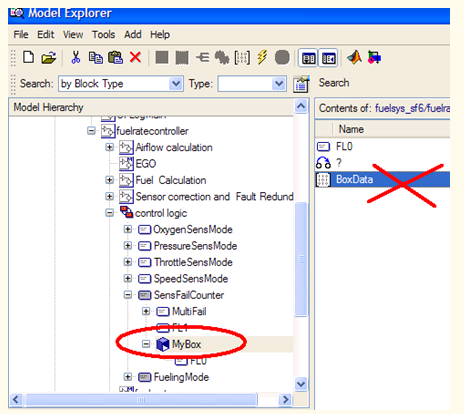 Model Explorer
File Edit View Tools Add Help
Search: by Block Type Type: Search
Model Hierarchy
Contents of: fuelsys_sf6/fuelra
Name
fuelratecontroller
Airflow calculation
EGO
Fuel Calculation
Sensor correction and Fault Redund
control logic
OxygenSensMode
PressureSensMode
ThrottleSensMode
SpeedSensMode
SensFailCounter
MultiFail
FL1
MyBox
FL0
FuelingMode
FL0
?
BoxData